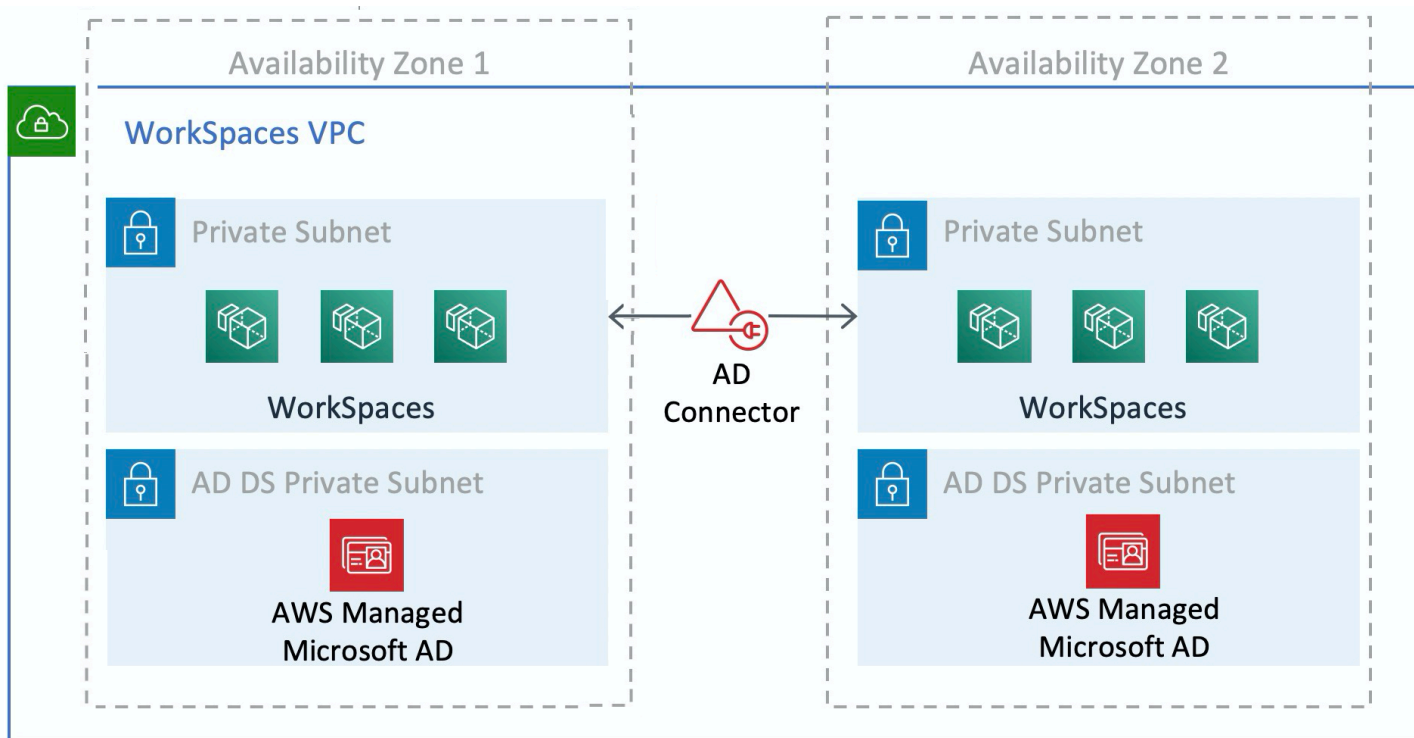 Availability Zone 1
Availability Zone 2
WorkSpaces VPC
Private Subnet
WorkSpaces
AD
Connector
Private Subnet
WorkSpaces
AD DS Private Subnet
AWS Managed
Microsoft AD
AD DS Private Subnet
AWS Managed
Microsoft AD